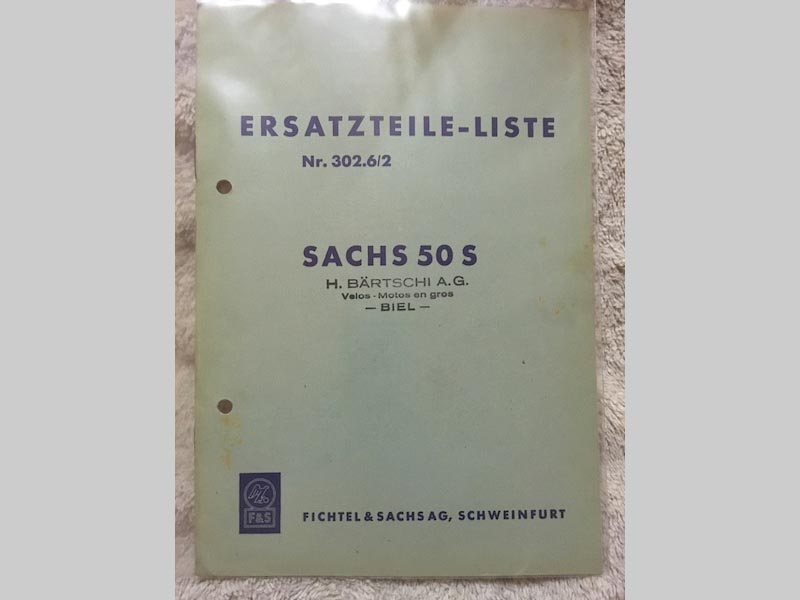 ERSATZTEILE-LISTE
Nr. 302.6/2
SACHS 50 S
H. BÄRTSCHI A.G.
Velos - Motos en gros
— BIEL —
F&S
FICHTEL & SACHS AG, SCHWEINFURT